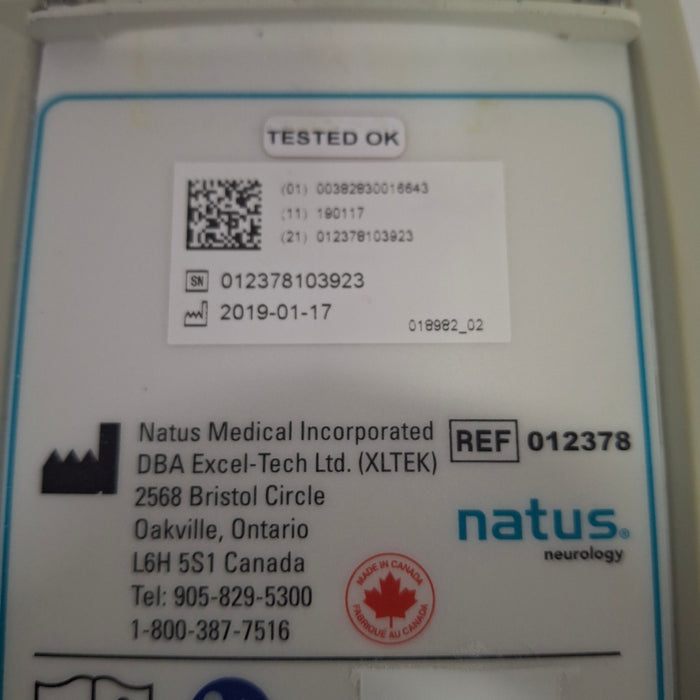 TESTED OK
(01) 00382830016643
(11) 190117
(21) 012378103923
SN 012378103923
2019-01-17
018982_02
Natus Medical Incorporated
DBA Excel-Tech Ltd. (XLTEK)
2568 Bristol Circle
Oakville, Ontario
L6H 5S1 Canada
Tel: 905-829-5300
1-800-387-7516
REF 012378
natus®
neurology
MADE IN CANADA
FABRIQUÉ AU CANADA